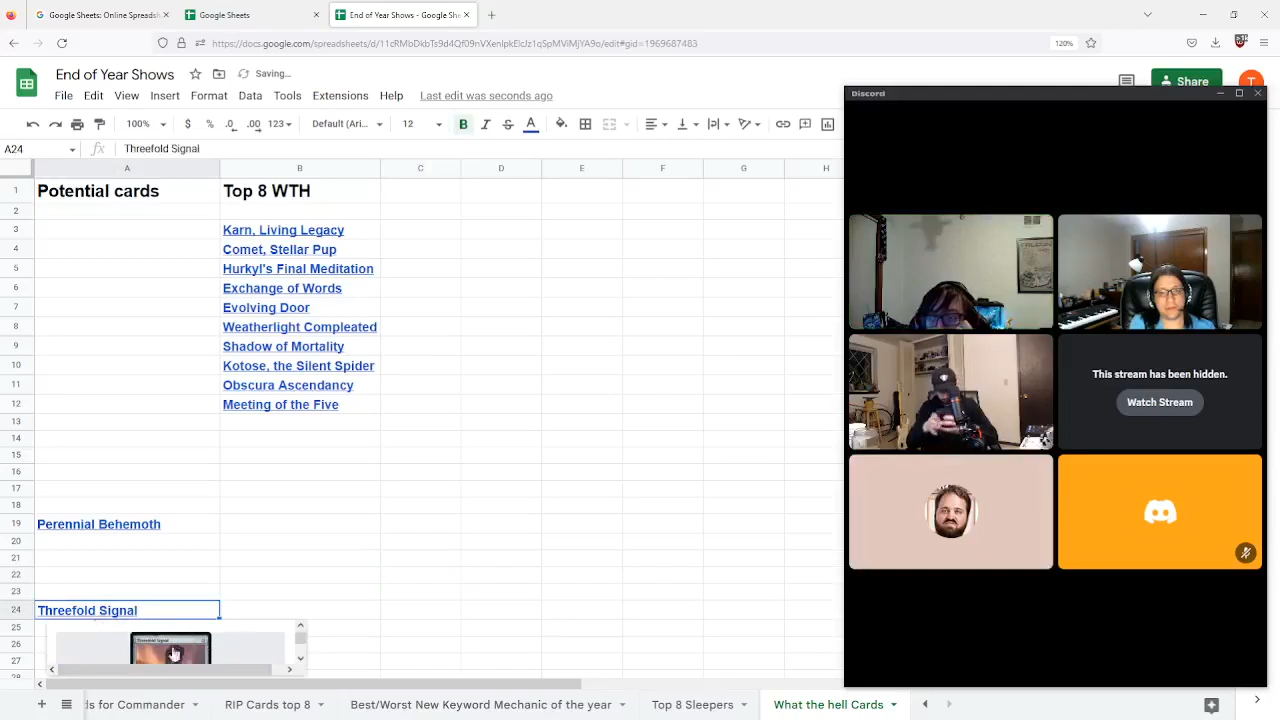 Google Sheets: Online Spreadsh
Google Sheets
End of Year Shows - Google She
https://docs.google.com/spreadsheets/d/11cRMbDkbTs9d4Qf09nVXenIpkEIcJz1qSpMViMjYA9o/edit#gid=1969687483
120%
End of Year Shows
Saving...
Share
T
File Edit View Insert Format Data Tools Extensions Help Last edit was seconds ago
100% $ % .0 .00 123 Default (Ari... 12 B I S A
A24 fx Threefold Signal
Discord
A B C D E F G H
1 Potential cards Top 8 WTH
2
3 Karn, Living Legacy
4 Comet, Stellar Pup
5 Hurkyl's Final Meditation
6 Exchange of Words
7 Evolving Door
8 Weatherlight Compleated
9 Shadow of Mortality
10 Kotose, the Silent Spider
11 Obscura Ascendancy
12 Meeting of the Five
13
14
15
16
17
18
19 Perennial Behemoth
20
21
22
23
24 Threefold Signal
25
26
27
28
Threefold Signal
This stream has been hidden.
Watch Stream
ds for Commander RIP Cards top 8 Best/Worst New Keyword Mechanic of the year Top 8 Sleepers What the hell Cards